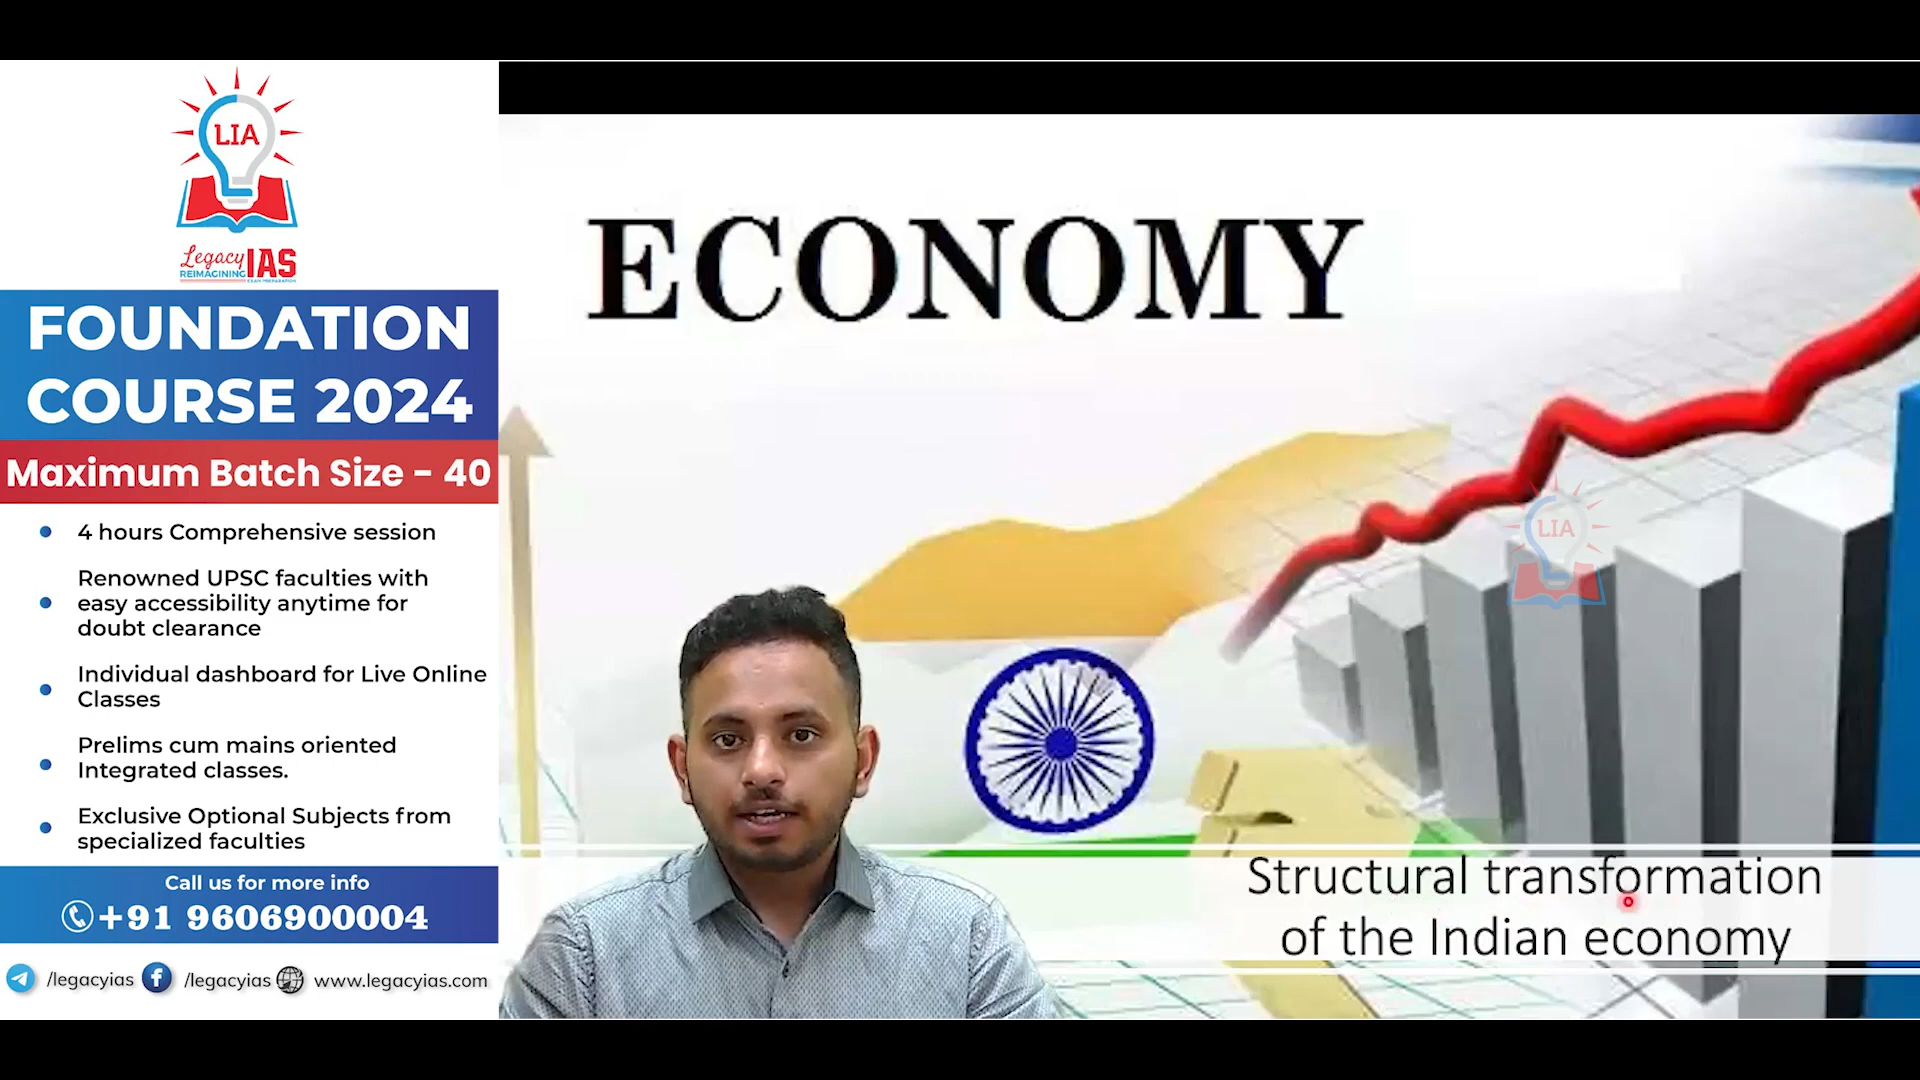 LIA
Legacy IAS
REIMAGINING
EXAM PREPARATION
FOUNDATION
COURSE 2024
Maximum Batch Size - 40
4 hours Comprehensive session
Renowned UPSC faculties with
easy accessibility anytime for
doubt clearance
Individual dashboard for Live Online
Classes
Prelims cum mains oriented
Integrated classes.
Exclusive Optional Subjects from
specialized faculties
Call us for more info
+91 9606900004
/legacyias /legacyias www.legacyias.com
ECONOMY
LIA
Structural transformation
of the Indian economy